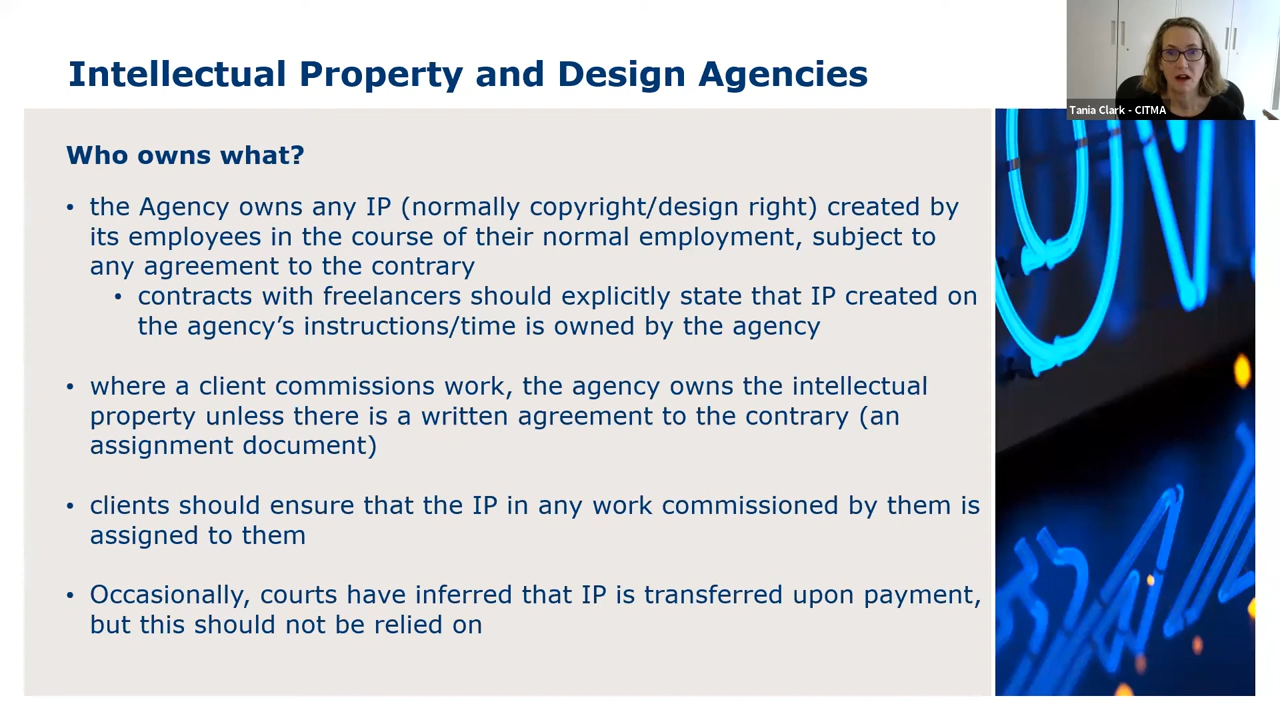 Intellectual Property and Design Agencies
Tania Clark - CITMA
Who owns what?
• the Agency owns any IP (normally copyright/design right) created by
its employees in the course of their normal employment, subject to
any agreement to the contrary
• contracts with freelancers should explicitly state that IP created on
the agency’s instructions/time is owned by the agency
• where a client commissions work, the agency owns the intellectual
property unless there is a written agreement to the contrary (an
assignment document)
• clients should ensure that the IP in any work commissioned by them is
assigned to them
• Occasionally, courts have inferred that IP is transferred upon payment,
but this should not be relied on